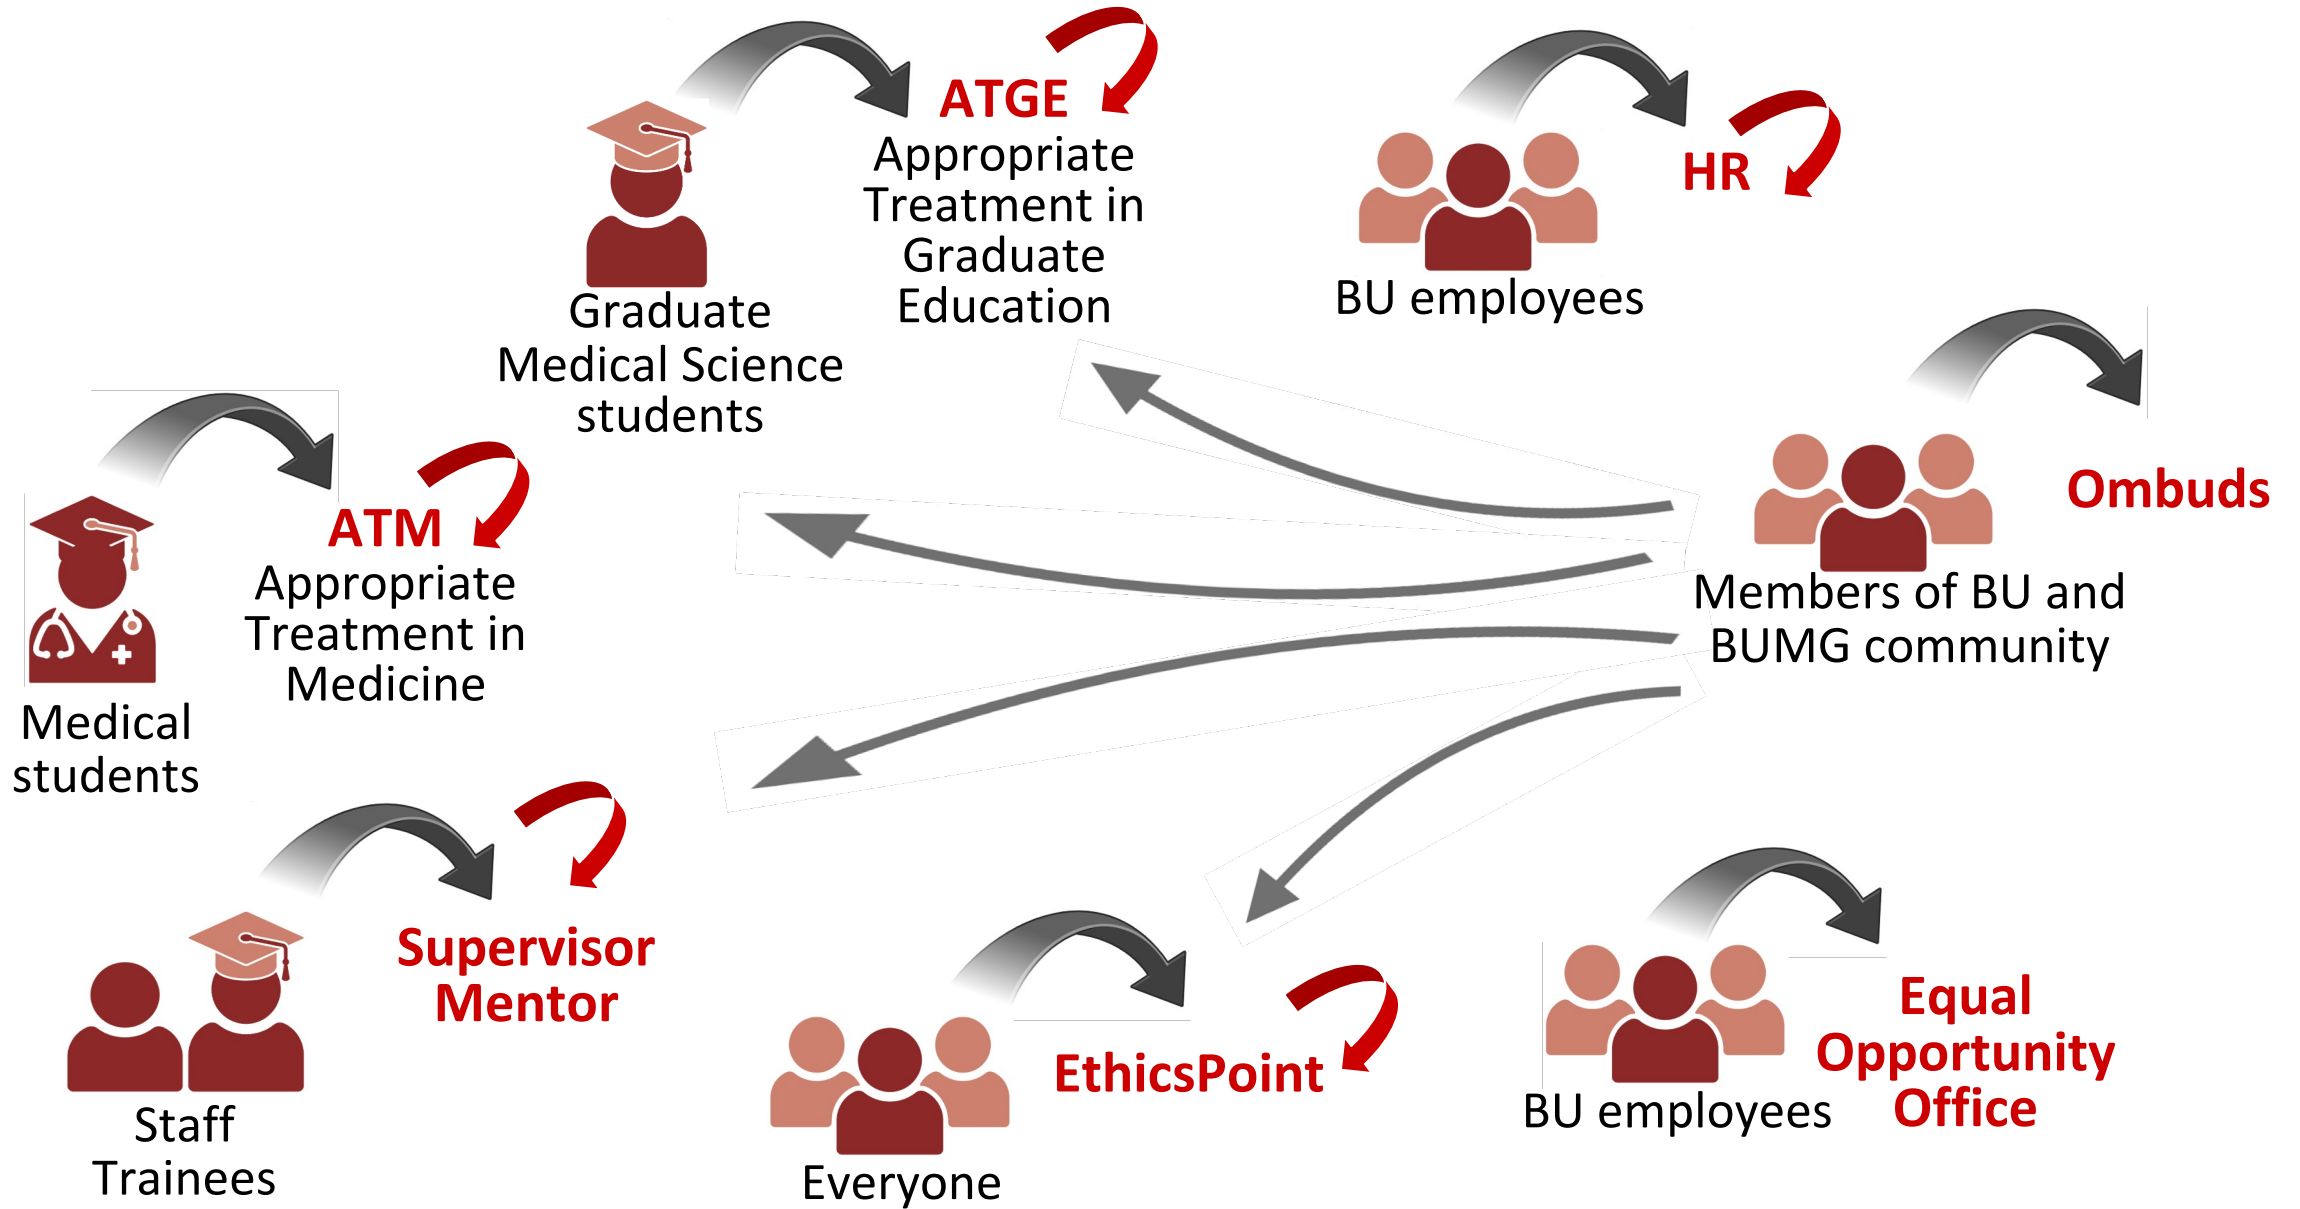 ATGE
Appropriate
Treatment in
Graduate
Education
Graduate
Medical Science
students
HR
BU employees
Ombuds
Members of BU and
BUMG community
ATM
Appropriate
Treatment in
Medicine
Medical
students
Supervisor
Mentor
Staff
Trainees
EthicsPoint
Everyone
Equal
Opportunity
Office
BU employees